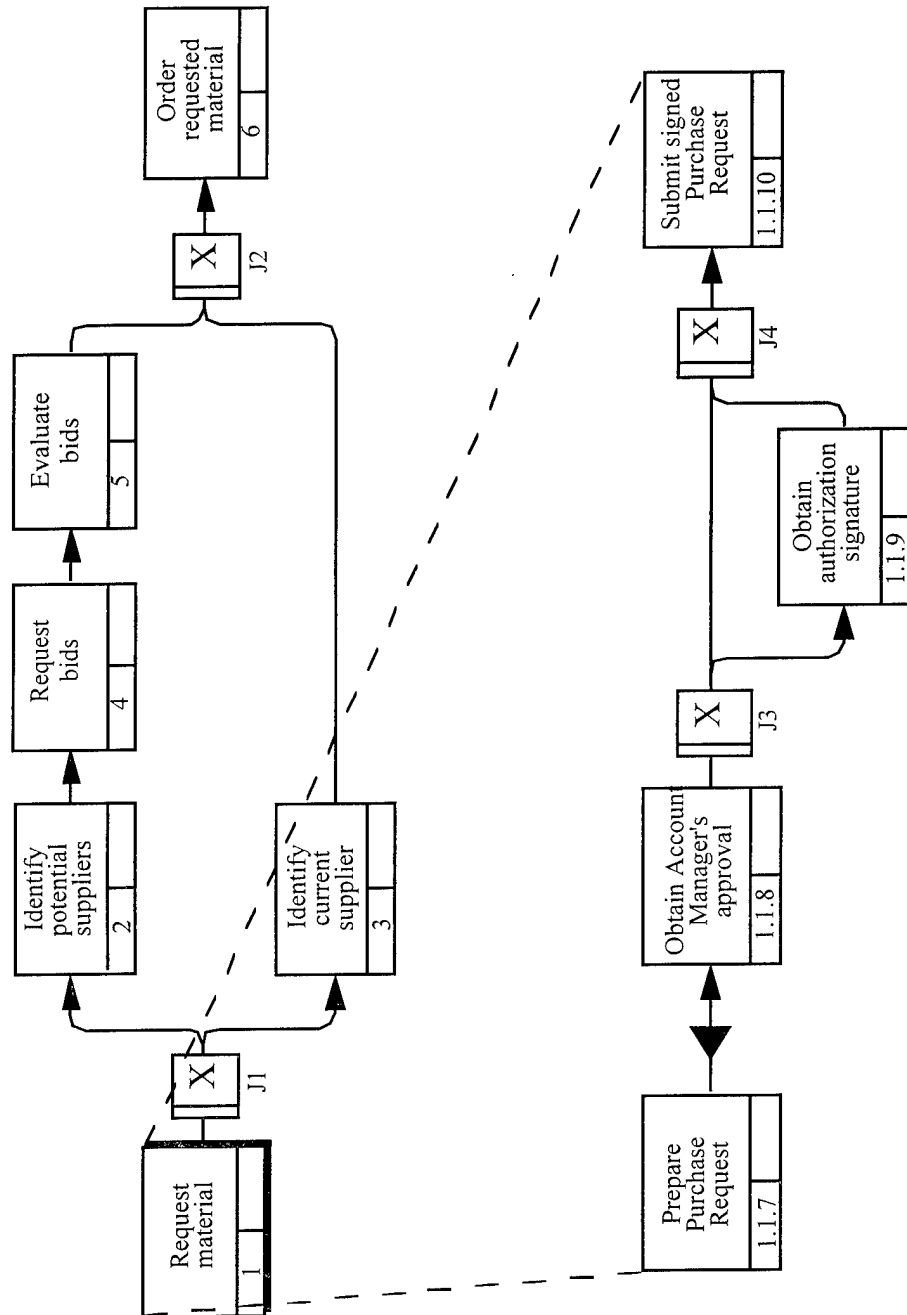 Request
material
1
X
J1
Identify
potential
suppliers
2
Request
bids
4
Evaluate
bids
5
Identify
current
supplier
3
X
J2
Order
requested
material
6
Prepare
Purchase
Request
1.1.7
Obtain Account
Manager's
approval
1.1.8
X
J3
Obtain
authorization
signature
1.1.9
X
J4
Submit signed
Purchase
Request
1.1.10